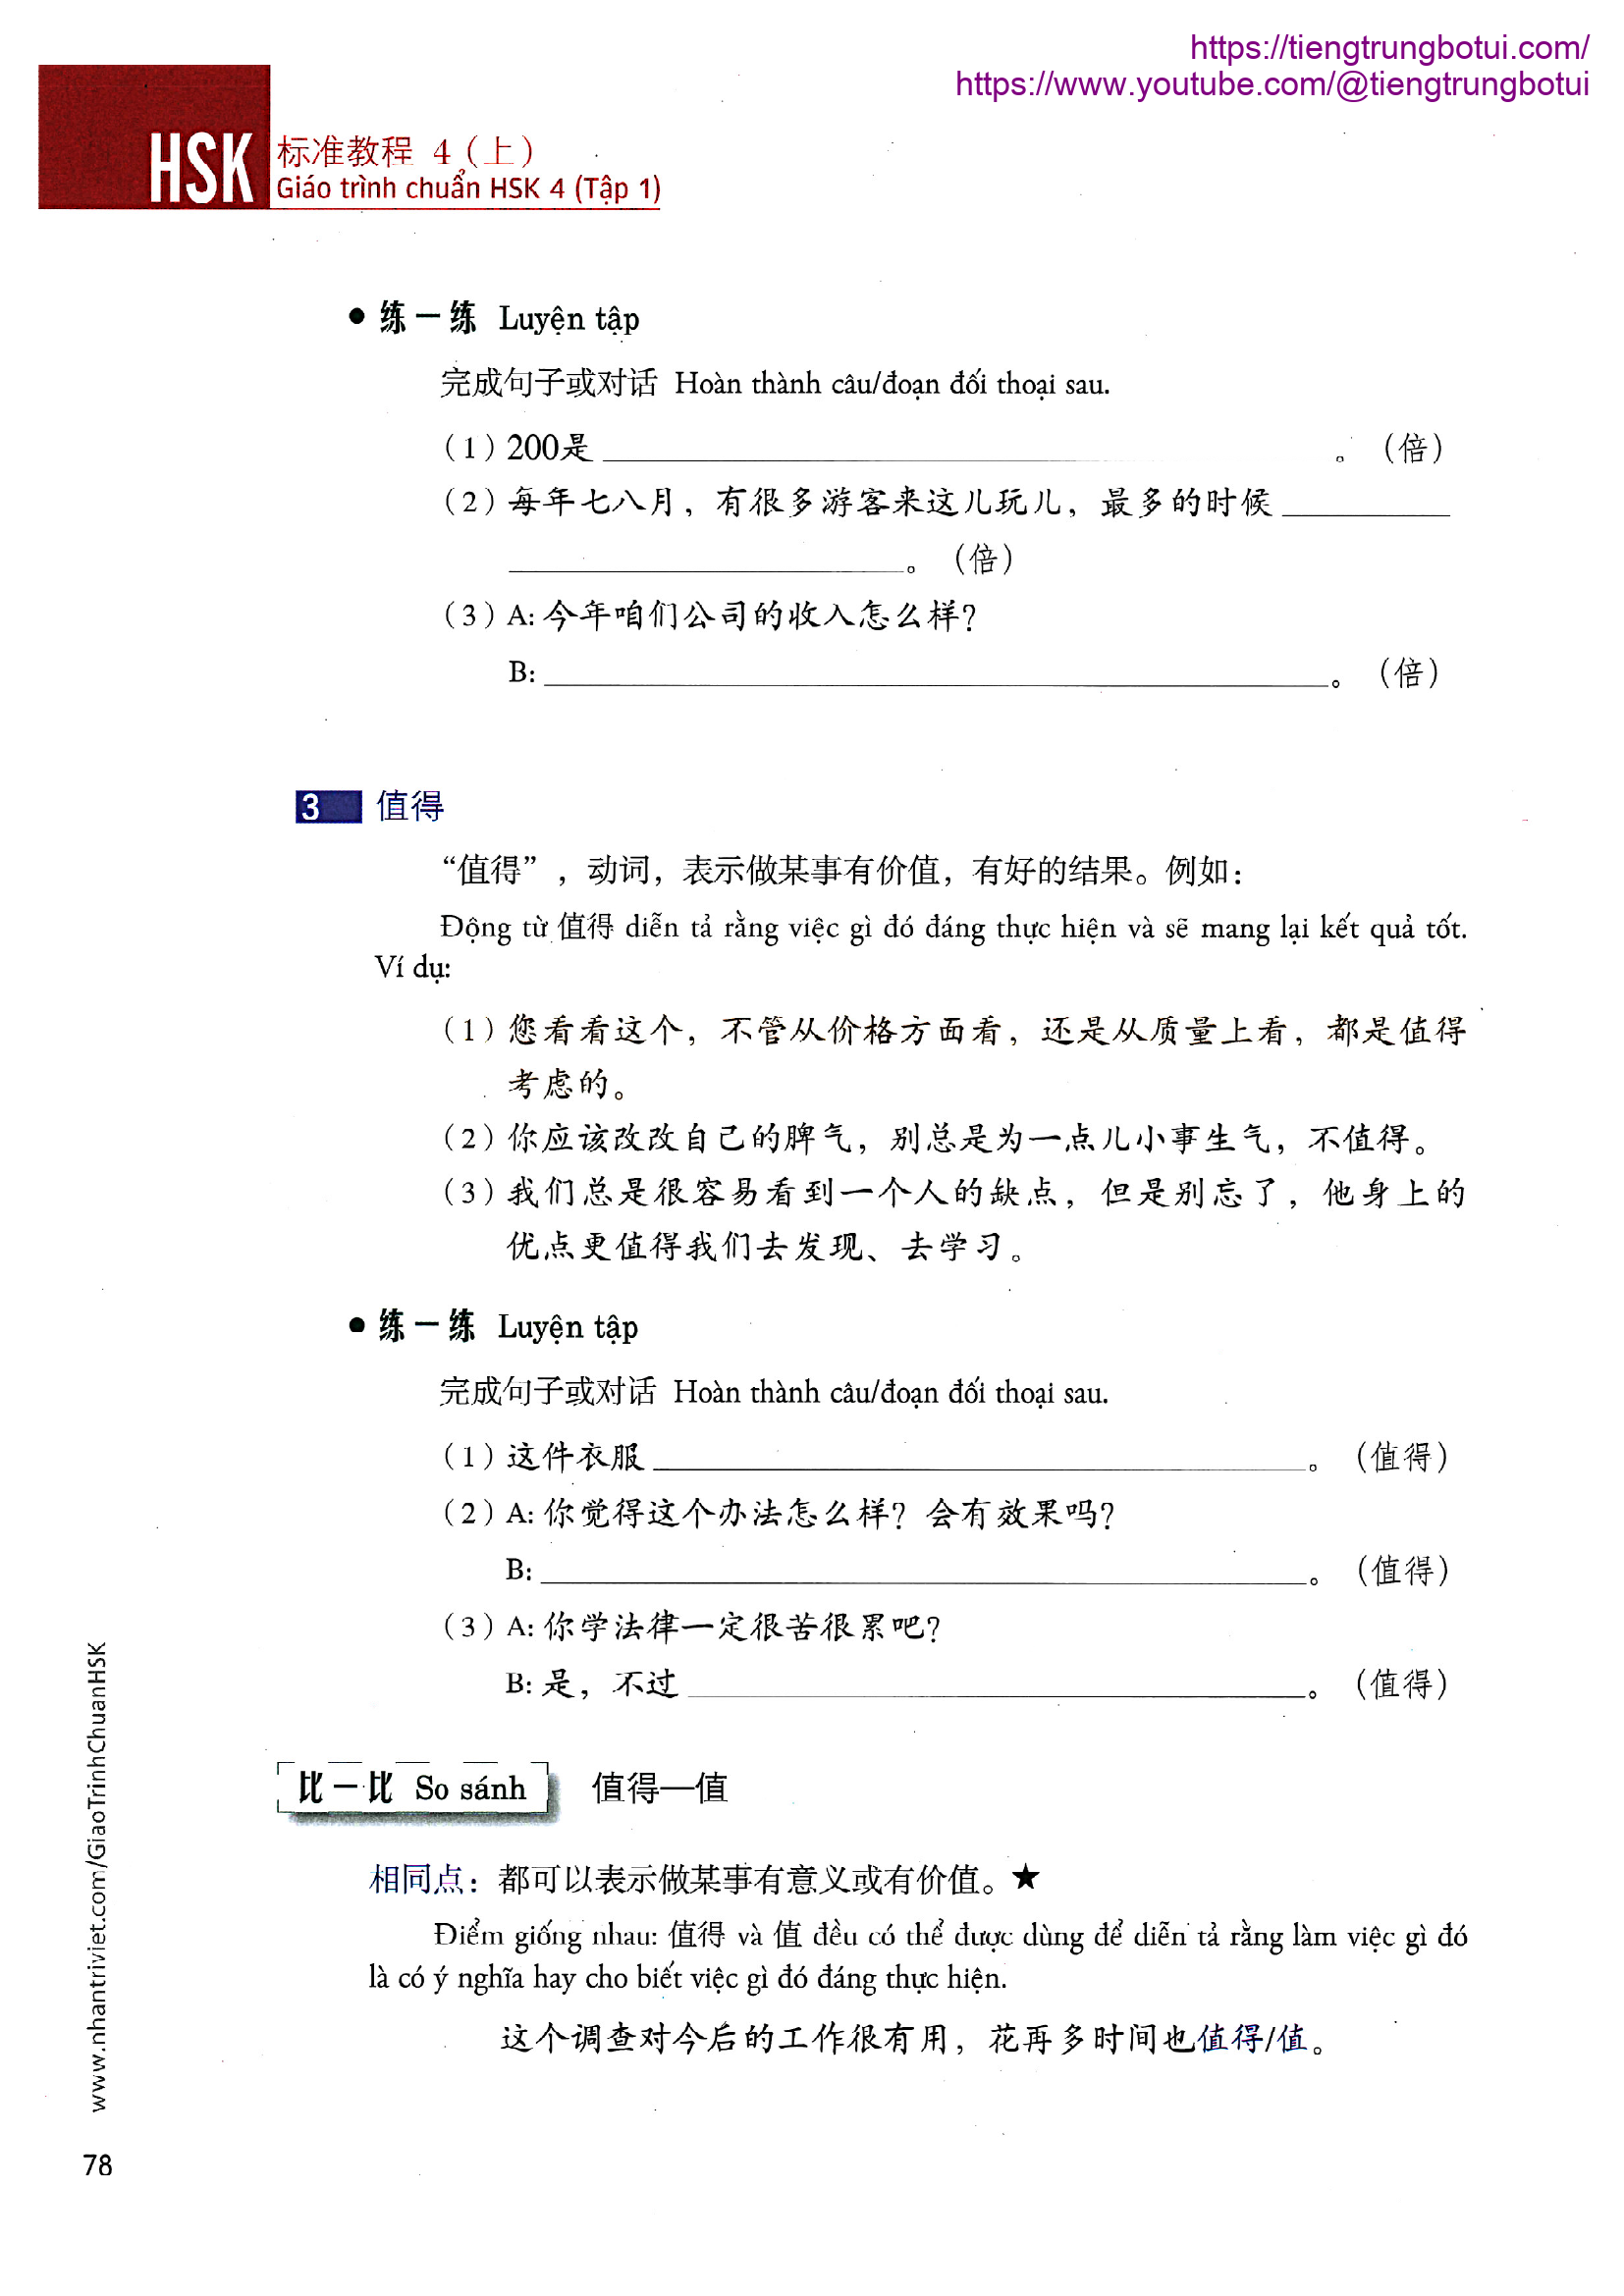 https://tiengtrungbotui.com/
https://www.youtube.com/@tiengtrungbotui
HSK 标准教程 4（上）
Giáo trình chuẩn HSK 4 (Tập 1)
● 练一练 Luyện tập
完成句子或对话 Hoàn thành câu/đoạn đối thoại sau.
（1）200是 ______________________________ 。（倍）
（2）每年七八月，有很多游客来这儿玩儿，最多的时候 ________
____________________。（倍）
（3）A: 今年咱们公司的收入怎么样？
B: ______________________________。（倍）
3 值得
“值得”，动词，表示做某事有价值，有好的结果。例如：
Động từ 值得 diễn tả rằng việc gì đó đáng thực hiện và sẽ mang lại kết quả tốt.
Ví dụ:
（1）您看看这个，不管从价格方面看，还是从质量上看，都是值得
考虑的。
（2）你应该改改自己的脾气，别总是为一点儿小事生气，不值得。
（3）我们总是很容易看到一个人的缺点，但是别忘了，他身上的
优点更值得我们去发现、去学习。
● 练一练 Luyện tập
完成句子或对话 Hoàn thành câu/đoạn đối thoại sau.
（1）这件衣服 ______________________________。（值得）
（2）A: 你觉得这个办法怎么样？会有效果吗？
B: ______________________________。（值得）
（3）A: 你学法律一定很苦很累吧？
B: 是，不过 ______________________________。（值得）
比一比 So sánh 值得—值
相同点：都可以表示做某事有意义或有价值。★
Điểm giống nhau: 值得 và 值 đều có thể được dùng để diễn tả rằng làm việc gì đó
là có ý nghĩa hay cho biết việc gì đó đáng thực hiện.
这个调查对今后的工作很有用，花再多时间也值得/值。
www.nhantriviet.com/GiaoTrinhChuanHSK
78